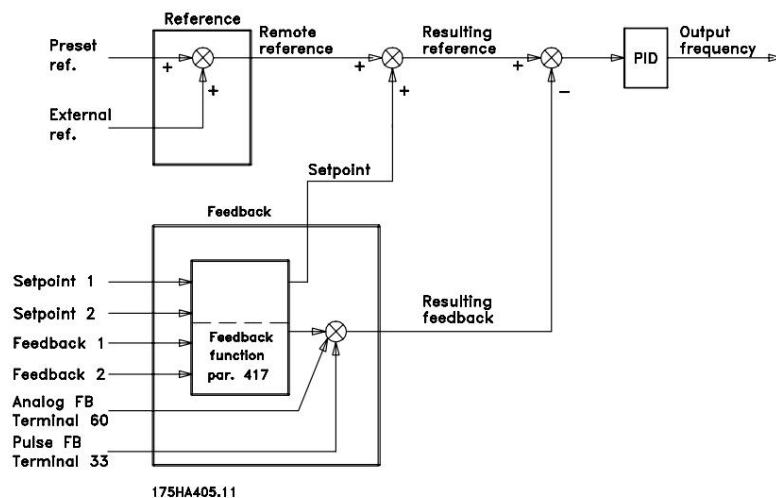 Reference
Preset
ref.
+
+
External
ref.
Remote
reference
+
+
Resulting
reference
+
−
PID
Output
frequency
Setpoint
Feedback
Setpoint 1
Setpoint 2
Feedback 1
Feedback 2
Feedback
function
par. 417
Resulting
feedback
Analog FB
Terminal 60
Pulse FB
Terminal 33
175HA405.11